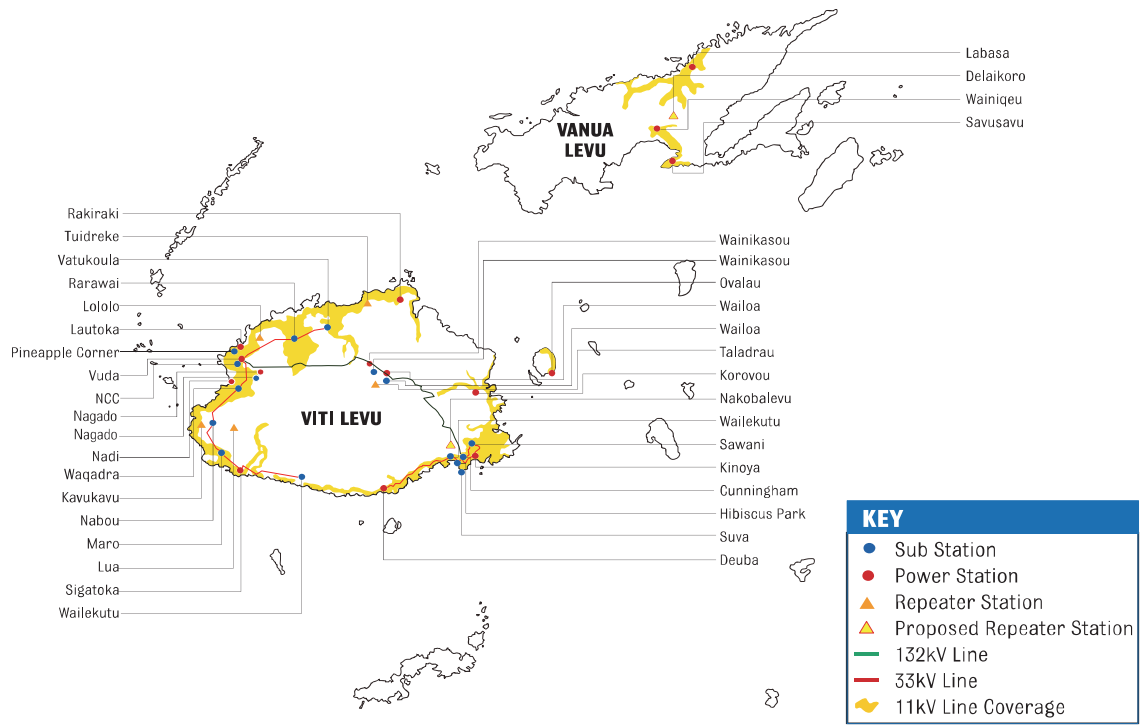 Labasa
Delaikoro
Wainiqeu
Savusavu
VANUA
LEVU
Rakiraki
Tuidreke
Vatukoula
Rarawai
Lololo
Lautoka
Pineapple Corner
Vuda
NCC
Nagado
Nagado
Nadi
Waqadra
Kavukavu
Nabou
Maro
Lua
Sigatoka
Wailekutu
VITI LEVU
Wainikasou
Wainikasou
Ovalau
Wailoa
Wailoa
Taladrau
Korovou
Nakobalevu
Wailekutu
Sawani
Kinoya
Cunningham
Hibiscus Park
Suva
Deuba
KEY
Sub Station
Power Station
Repeater Station
Proposed Repeater Station
132kV Line
33kV Line
11kV Line Coverage